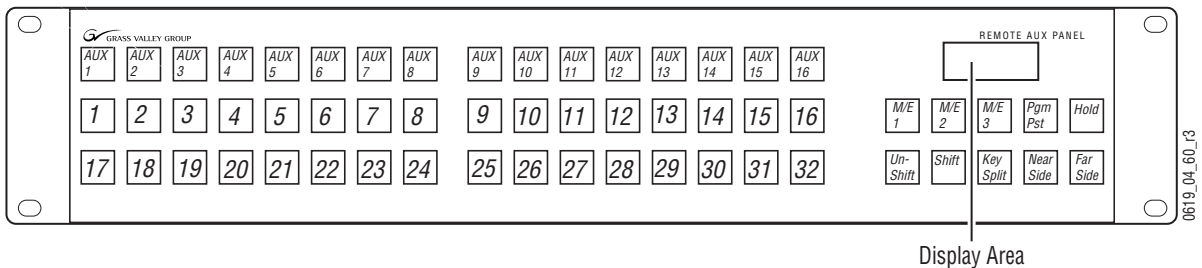 GV GRASS VALLEY GROUP
REMOTE AUX PANEL
AUX 1 AUX 2 AUX 3 AUX 4 AUX 5 AUX 6 AUX 7 AUX 8 AUX 9 AUX 10 AUX 11 AUX 12 AUX 13 AUX 14 AUX 15 AUX 16
1 2 3 4 5 6 7 8 9 10 11 12 13 14 15 16
M/E 1 M/E 2 M/E 3 Pgm Pst Hold
17 18 19 20 21 22 23 24 25 26 27 28 29 30 31 32
Un-Shift Shift Key Split Near Side Far Side
0619_04_60_r3
Display Area